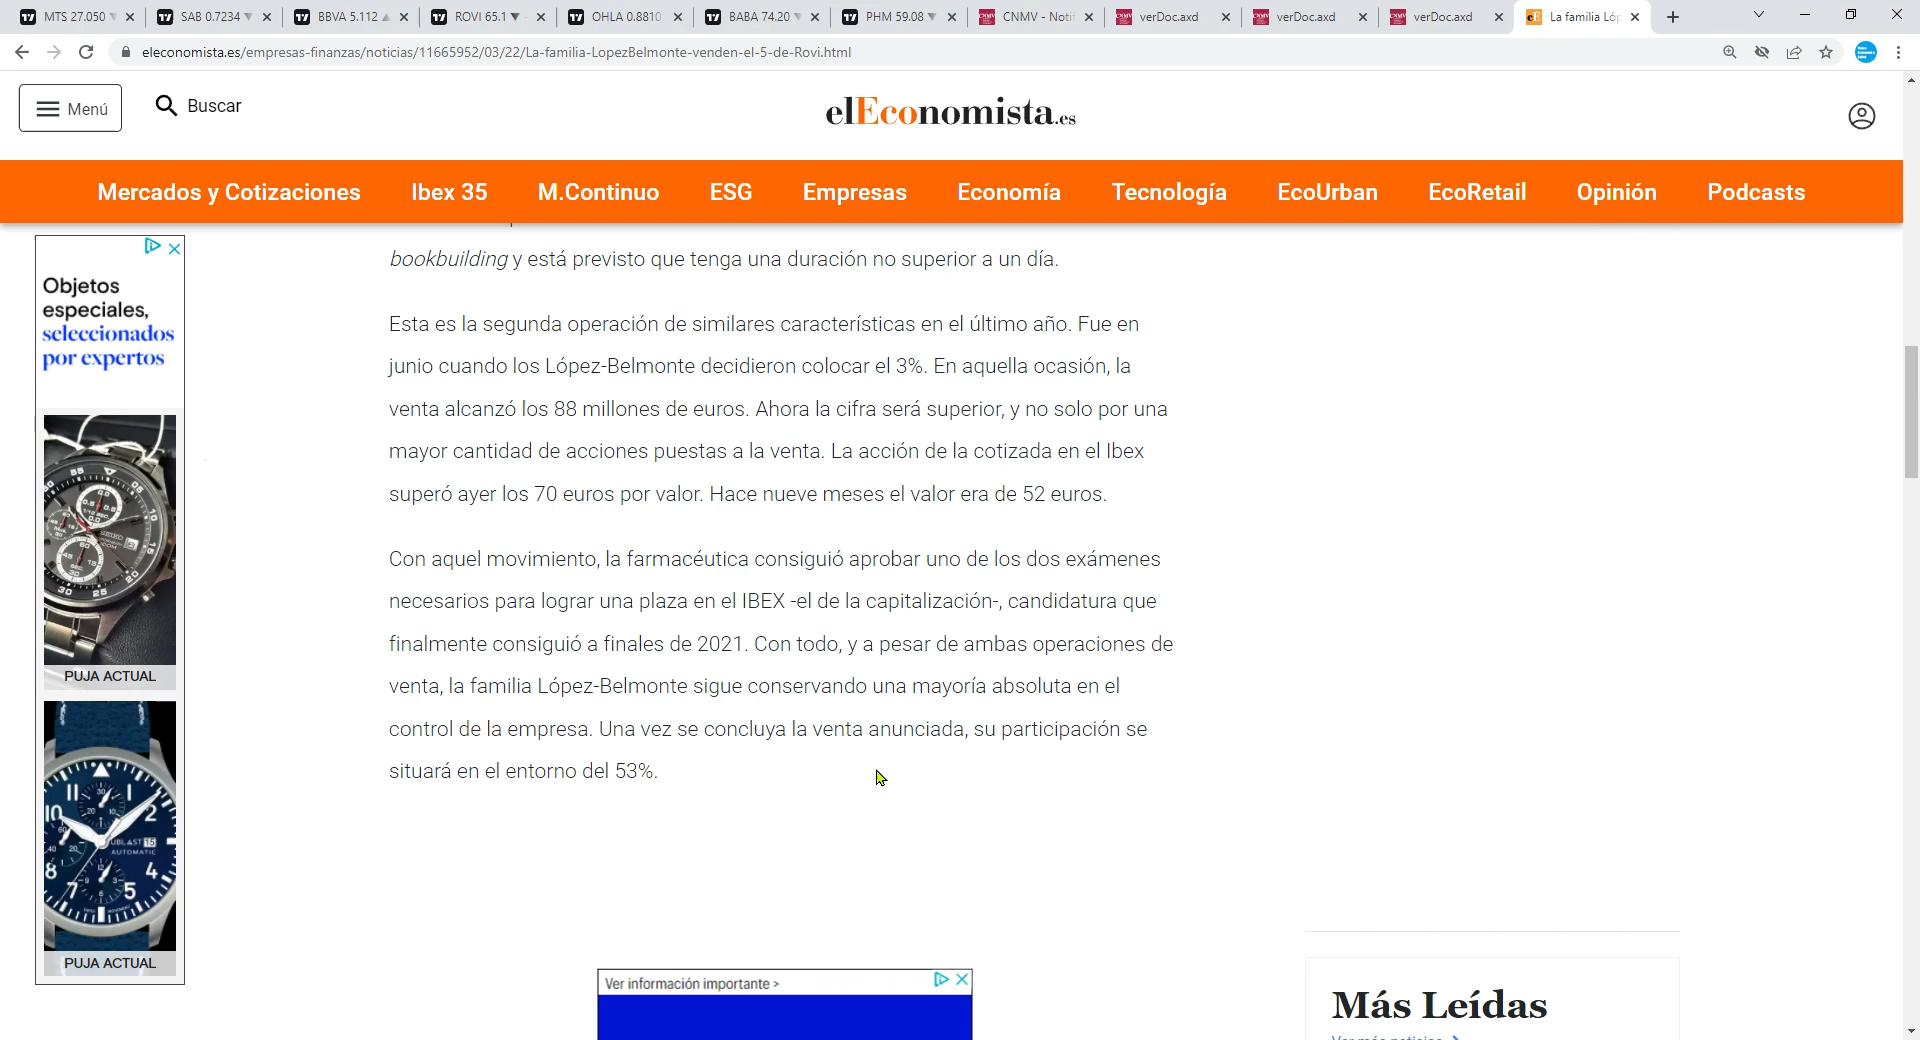 MTS 27.050
SAB 0.7234
BBVA 5.112
ROVI 65.1
OHLA 0.8810
BABA 74.20
PHM 59.08
CNMV - Noti
verDoc.axd
verDoc.axd
verDoc.axd
La familia Lóp
eleconomista.es/empresas-finanzas/noticias/11665952/03/22/La-familia-LopezBelmonte-venden-el-5-de-Rovi.html
Menú
Buscar
elEconomista.es
Mercados y Cotizaciones
Ibex 35
M.Continuo
ESG
Empresas
Economía
Tecnología
EcoUrban
EcoRetail
Opinión
Podcasts
bookbuilding y está previsto que tenga una duración no superior a un día.
Esta es la segunda operación de similares características en el último año. Fue en
junio cuando los López-Belmonte decidieron colocar el 3%. En aquella ocasión, la
venta alcanzó los 88 millones de euros. Ahora la cifra será superior, y no solo por una
mayor cantidad de acciones puestas a la venta. La acción de la cotizada en el Ibex
superó ayer los 70 euros por valor. Hace nueve meses el valor era de 52 euros.
Con aquel movimiento, la farmacéutica consiguió aprobar uno de los dos exámenes
necesarios para lograr una plaza en el IBEX -el de la capitalización-, candidatura que
finalmente consiguió a finales de 2021. Con todo, y a pesar de ambas operaciones de
venta, la familia López-Belmonte sigue conservando una mayoría absoluta en el
control de la empresa. Una vez se concluya la venta anunciada, su participación se
situará en el entorno del 53%.
Objetos
especiales,
seleccionados
por expertos
SEIKO
PUJA ACTUAL
AUTOMATIC
PUJA ACTUAL
Ver información importante >
Más Leídas